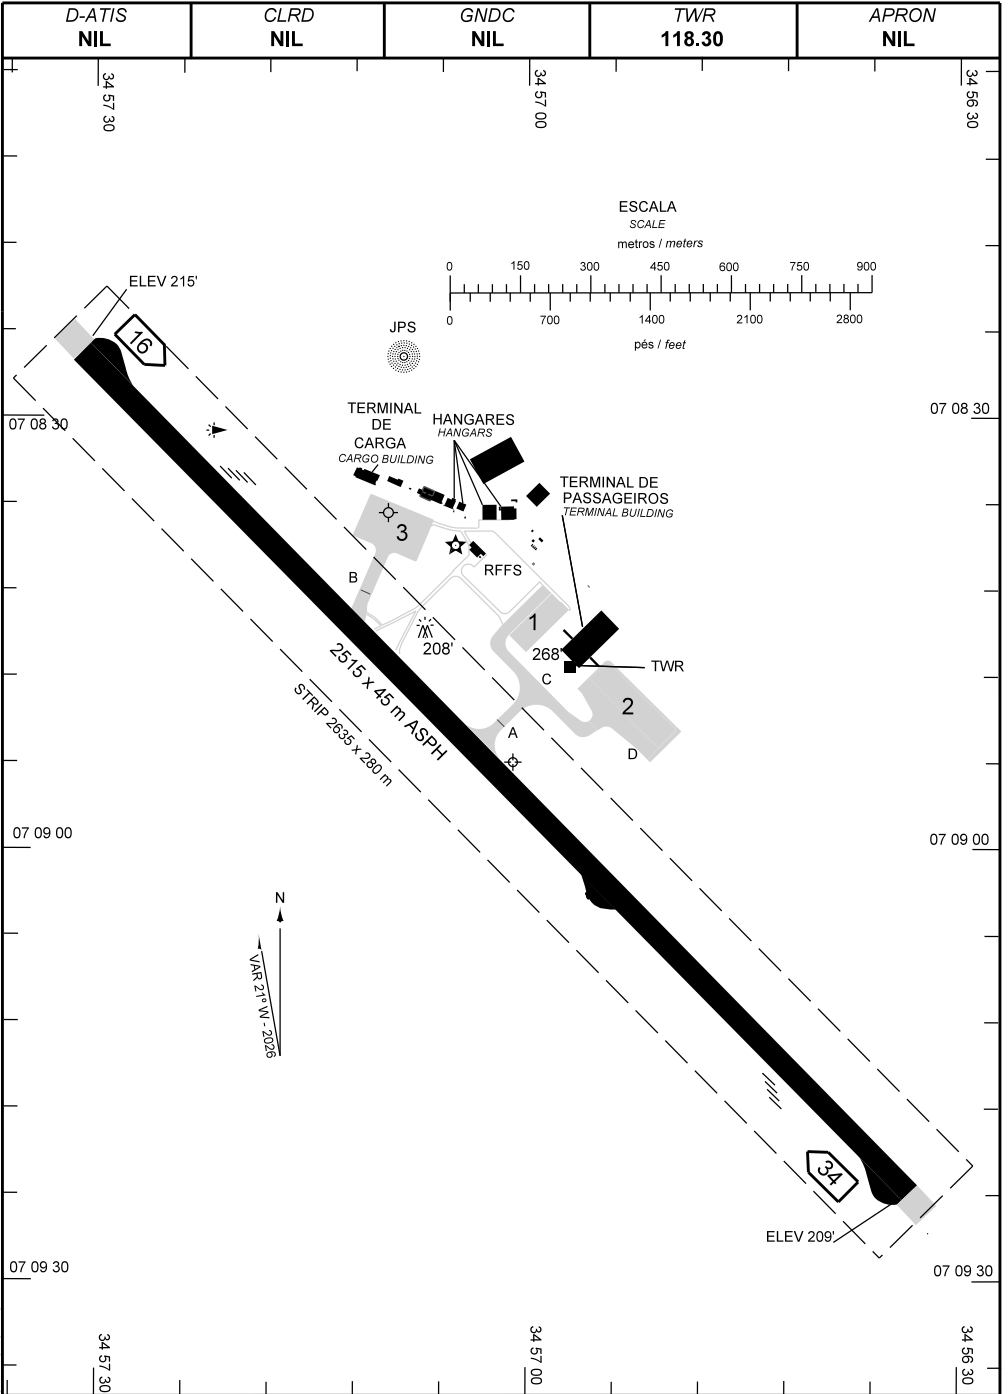 D-ATIS
NIL
CLRD
NIL
GNDC
NIL
TWR
118.30
APRON
NIL
34 57 30
34 57 00
34 56 30
ESCALA
SCALE
metros / meters
0 150 300 450 600 750 900
0 700 1400 2100 2800
pés / feet
ELEV 215'
16
JPS
07 08 30
07 08 30
TERMINAL
DE
CARGA
CARGO BUILDING
HANGARES
HANGARS
TERMINAL DE
PASSAGEIROS
TERMINAL BUILDING
3
RFFS
B
1
208'
268'
TWR
C
2
2515 x 45 m ASPH
STRIP 2635 x 280 m
A
D
07 09 00
07 09 00
N
VAR 21º W - 2026
34
ELEV 209'
07 09 30
07 09 30
34 57 30
34 57 00
34 56 30